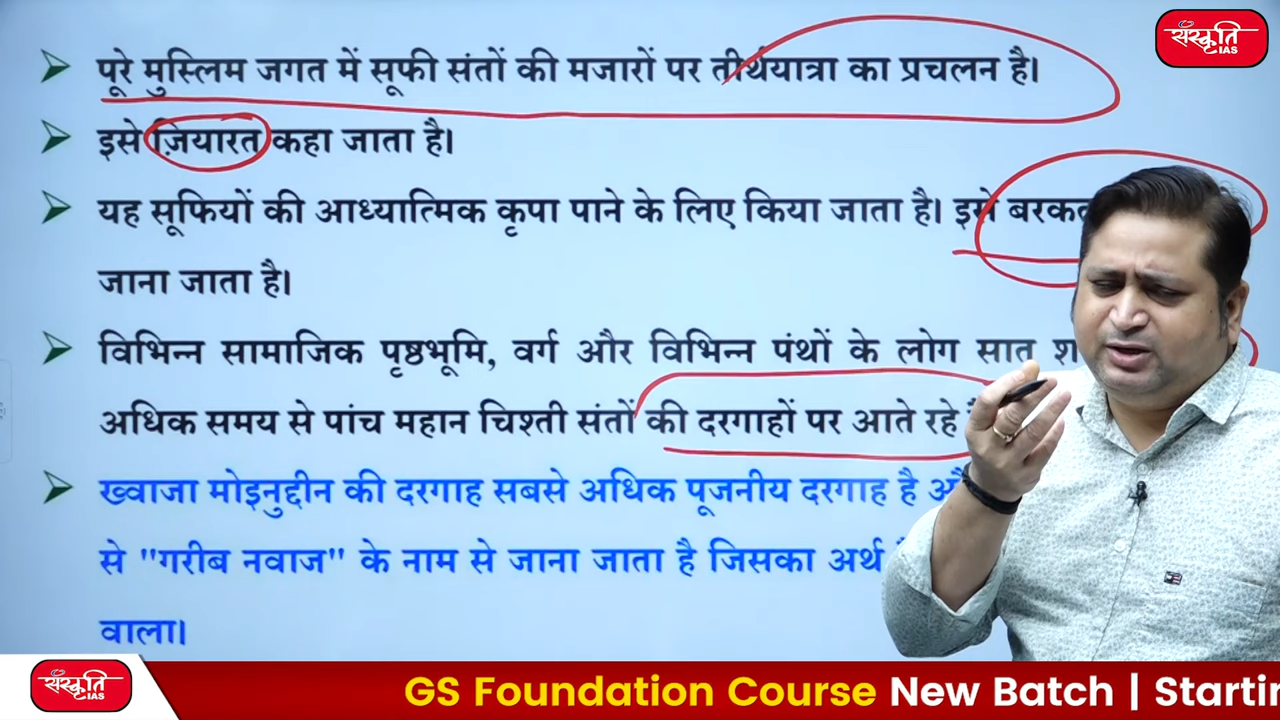 संस्कृति
IAS
पूरे मुस्लिम जगत में सूफी संतों की मजारों पर तीर्थयात्रा का प्रचलन है।
इसे ज़ियारत कहा जाता है।
यह सूफियों की आध्यात्मिक कृपा पाने के लिए किया जाता है। इसे
जाना जाता है।
विभिन्न सामाजिक पृष्ठभूमि, वर्ग और विभिन्न पंथों के लोग सात
अधिक समय से पांच महान चिश्ती संतों की दरगाहों पर आते रहे
ख्वाजा मोइनुद्दीन की दरगाह सबसे अधिक पूजनीय दरगाह है
से "गरीब नवाज" के नाम से जाना जाता है जिसका अर्थ
वाला।
संस्कृति
IAS
GS Foundation Course New Batch |